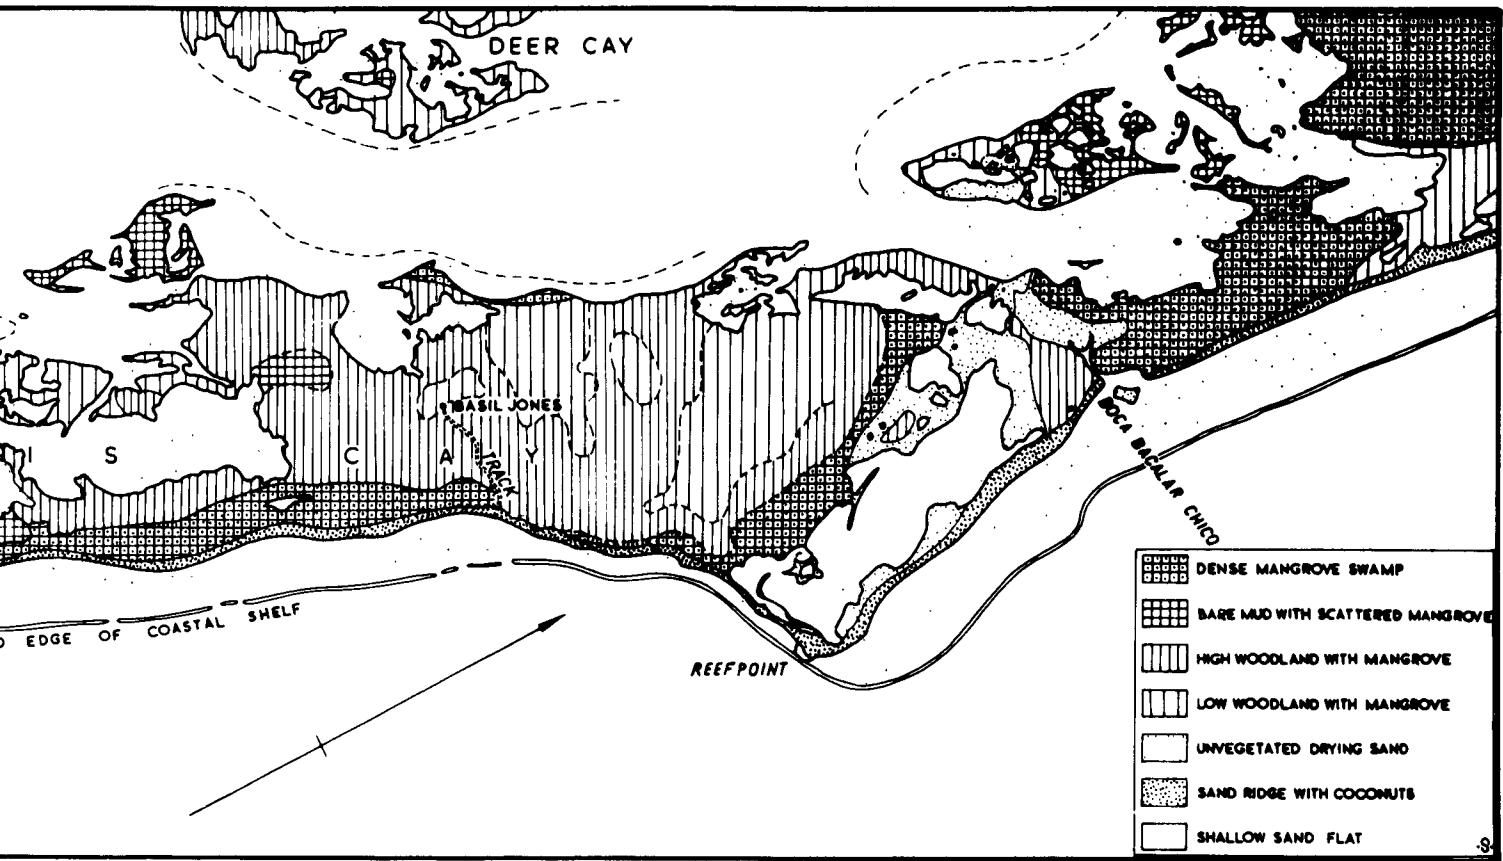 DEER CAY
BASIL JONES
I S C A Y
TRACK
BOCA BACALAR CHICO
EDGE OF COASTAL SHELF
REEF POINT
DENSE MANGROVE SWAMP
BARE MUD WITH SCATTERED MANGROVE
HIGH WOODLAND WITH MANGROVE
LOW WOODLAND WITH MANGROVE
UNVEGETATED DRYING SAND
SAND RIDGE WITH COCONUTS
SHALLOW SAND FLAT